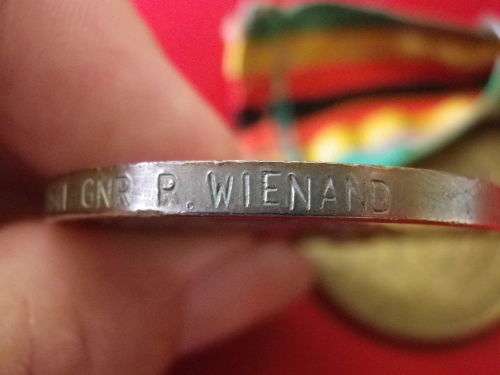 GNR R. WIENAND